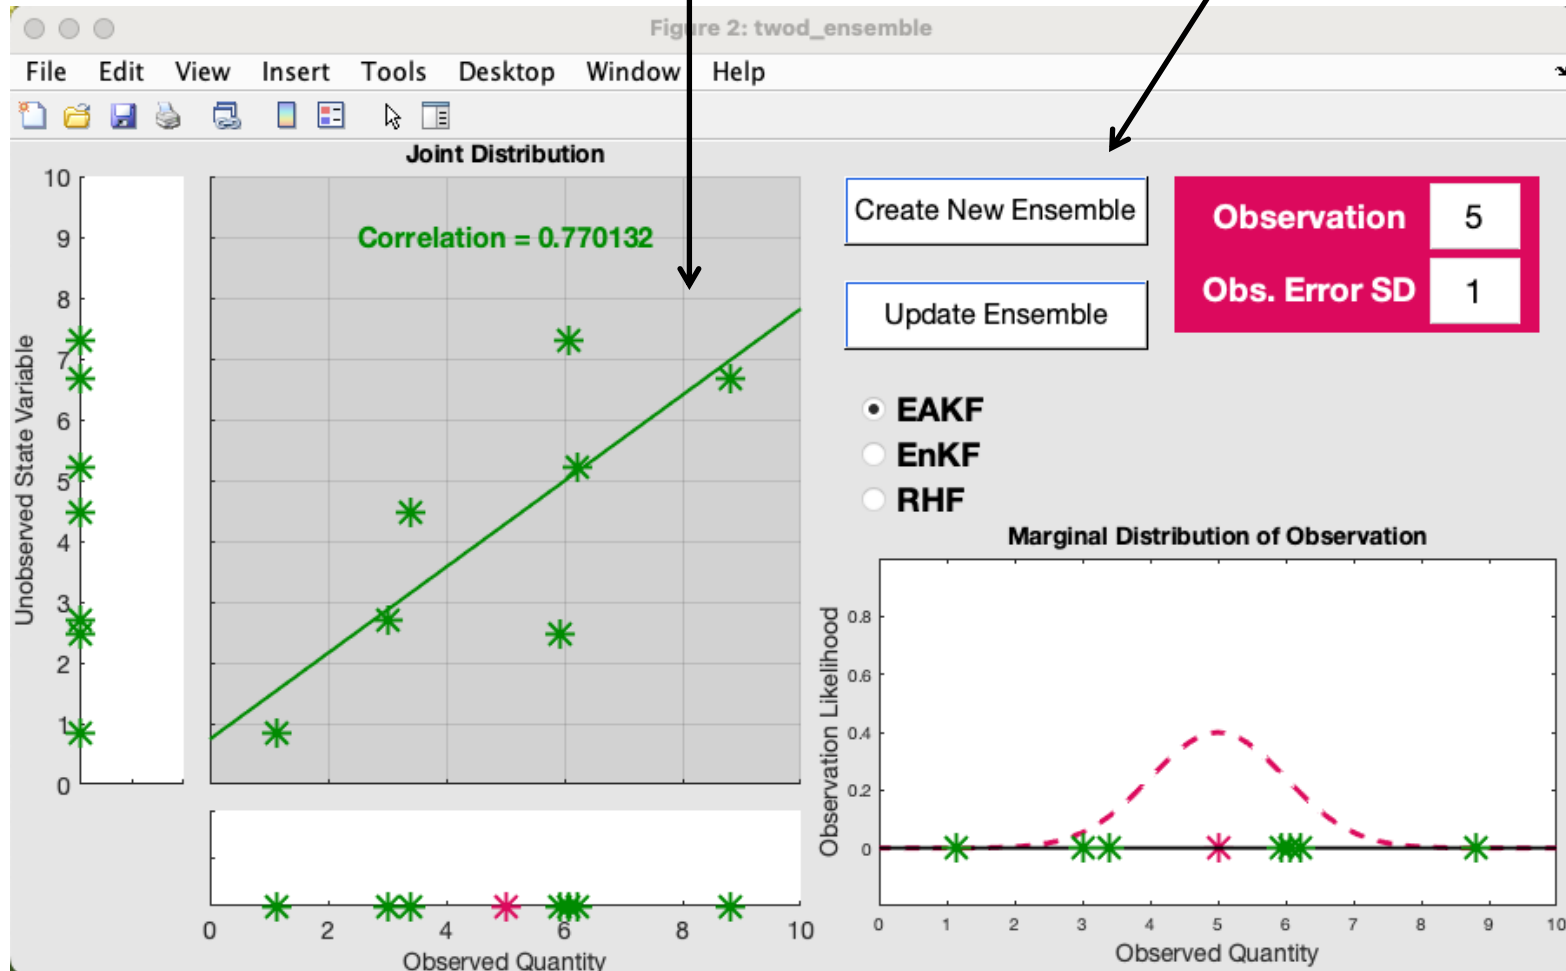 Figure 2: twod_ensemble
File Edit View Insert Tools Desktop Window Help
Joint Distribution
Correlation = 0.770132
Unobserved State Variable
10
9
8
7
6
5
4
3
2
1
0
0 2 4 6 8 10
Observed Quantity
Create New Ensemble
Update Ensemble
Observation 5
Obs. Error SD 1
EAKF
EnKF
RHF
Marginal Distribution of Observation
Observation Likelihood
0.8
0.6
0.4
0.2
0
0 1 2 3 4 5 6 7 8 9 10
Observed Quantity